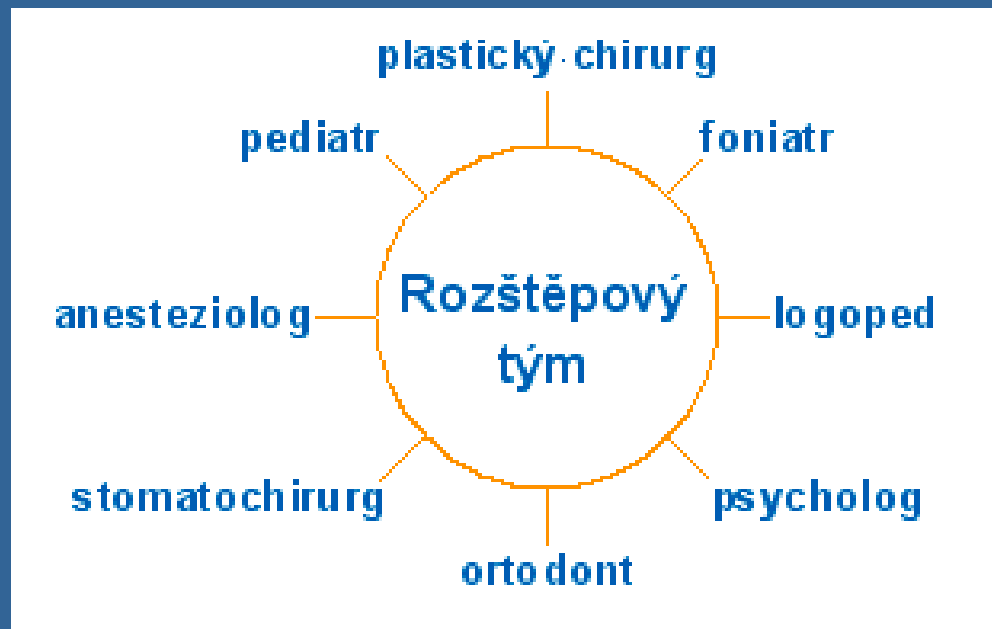 plastický chirurg
pediatr
foniatr
Rozštěpový
tým
anesteziolog
logoped
stomatochirurg
psycholog
ortodont